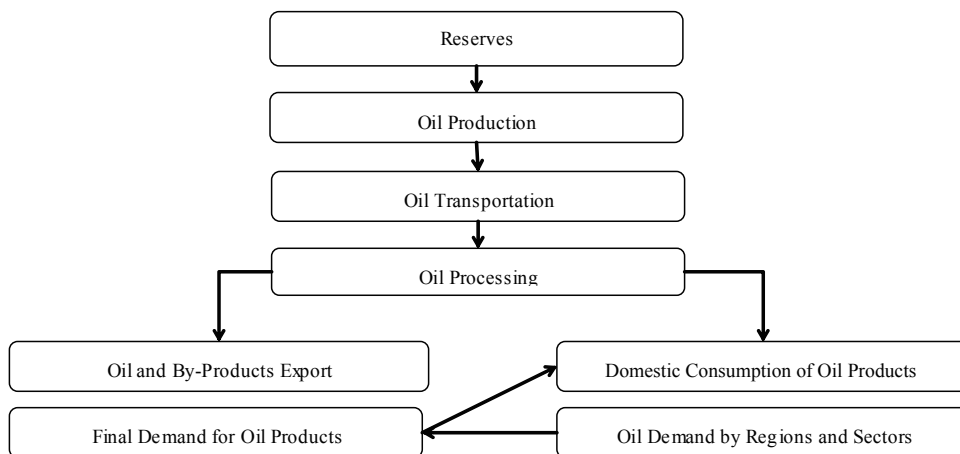 Reserves
Oil Production
Oil Transportation
Oil Processing
Oil and By-Products Export
Domestic Consumption of Oil Products
Final Demand for Oil Products
Oil Demand by Regions and Sectors